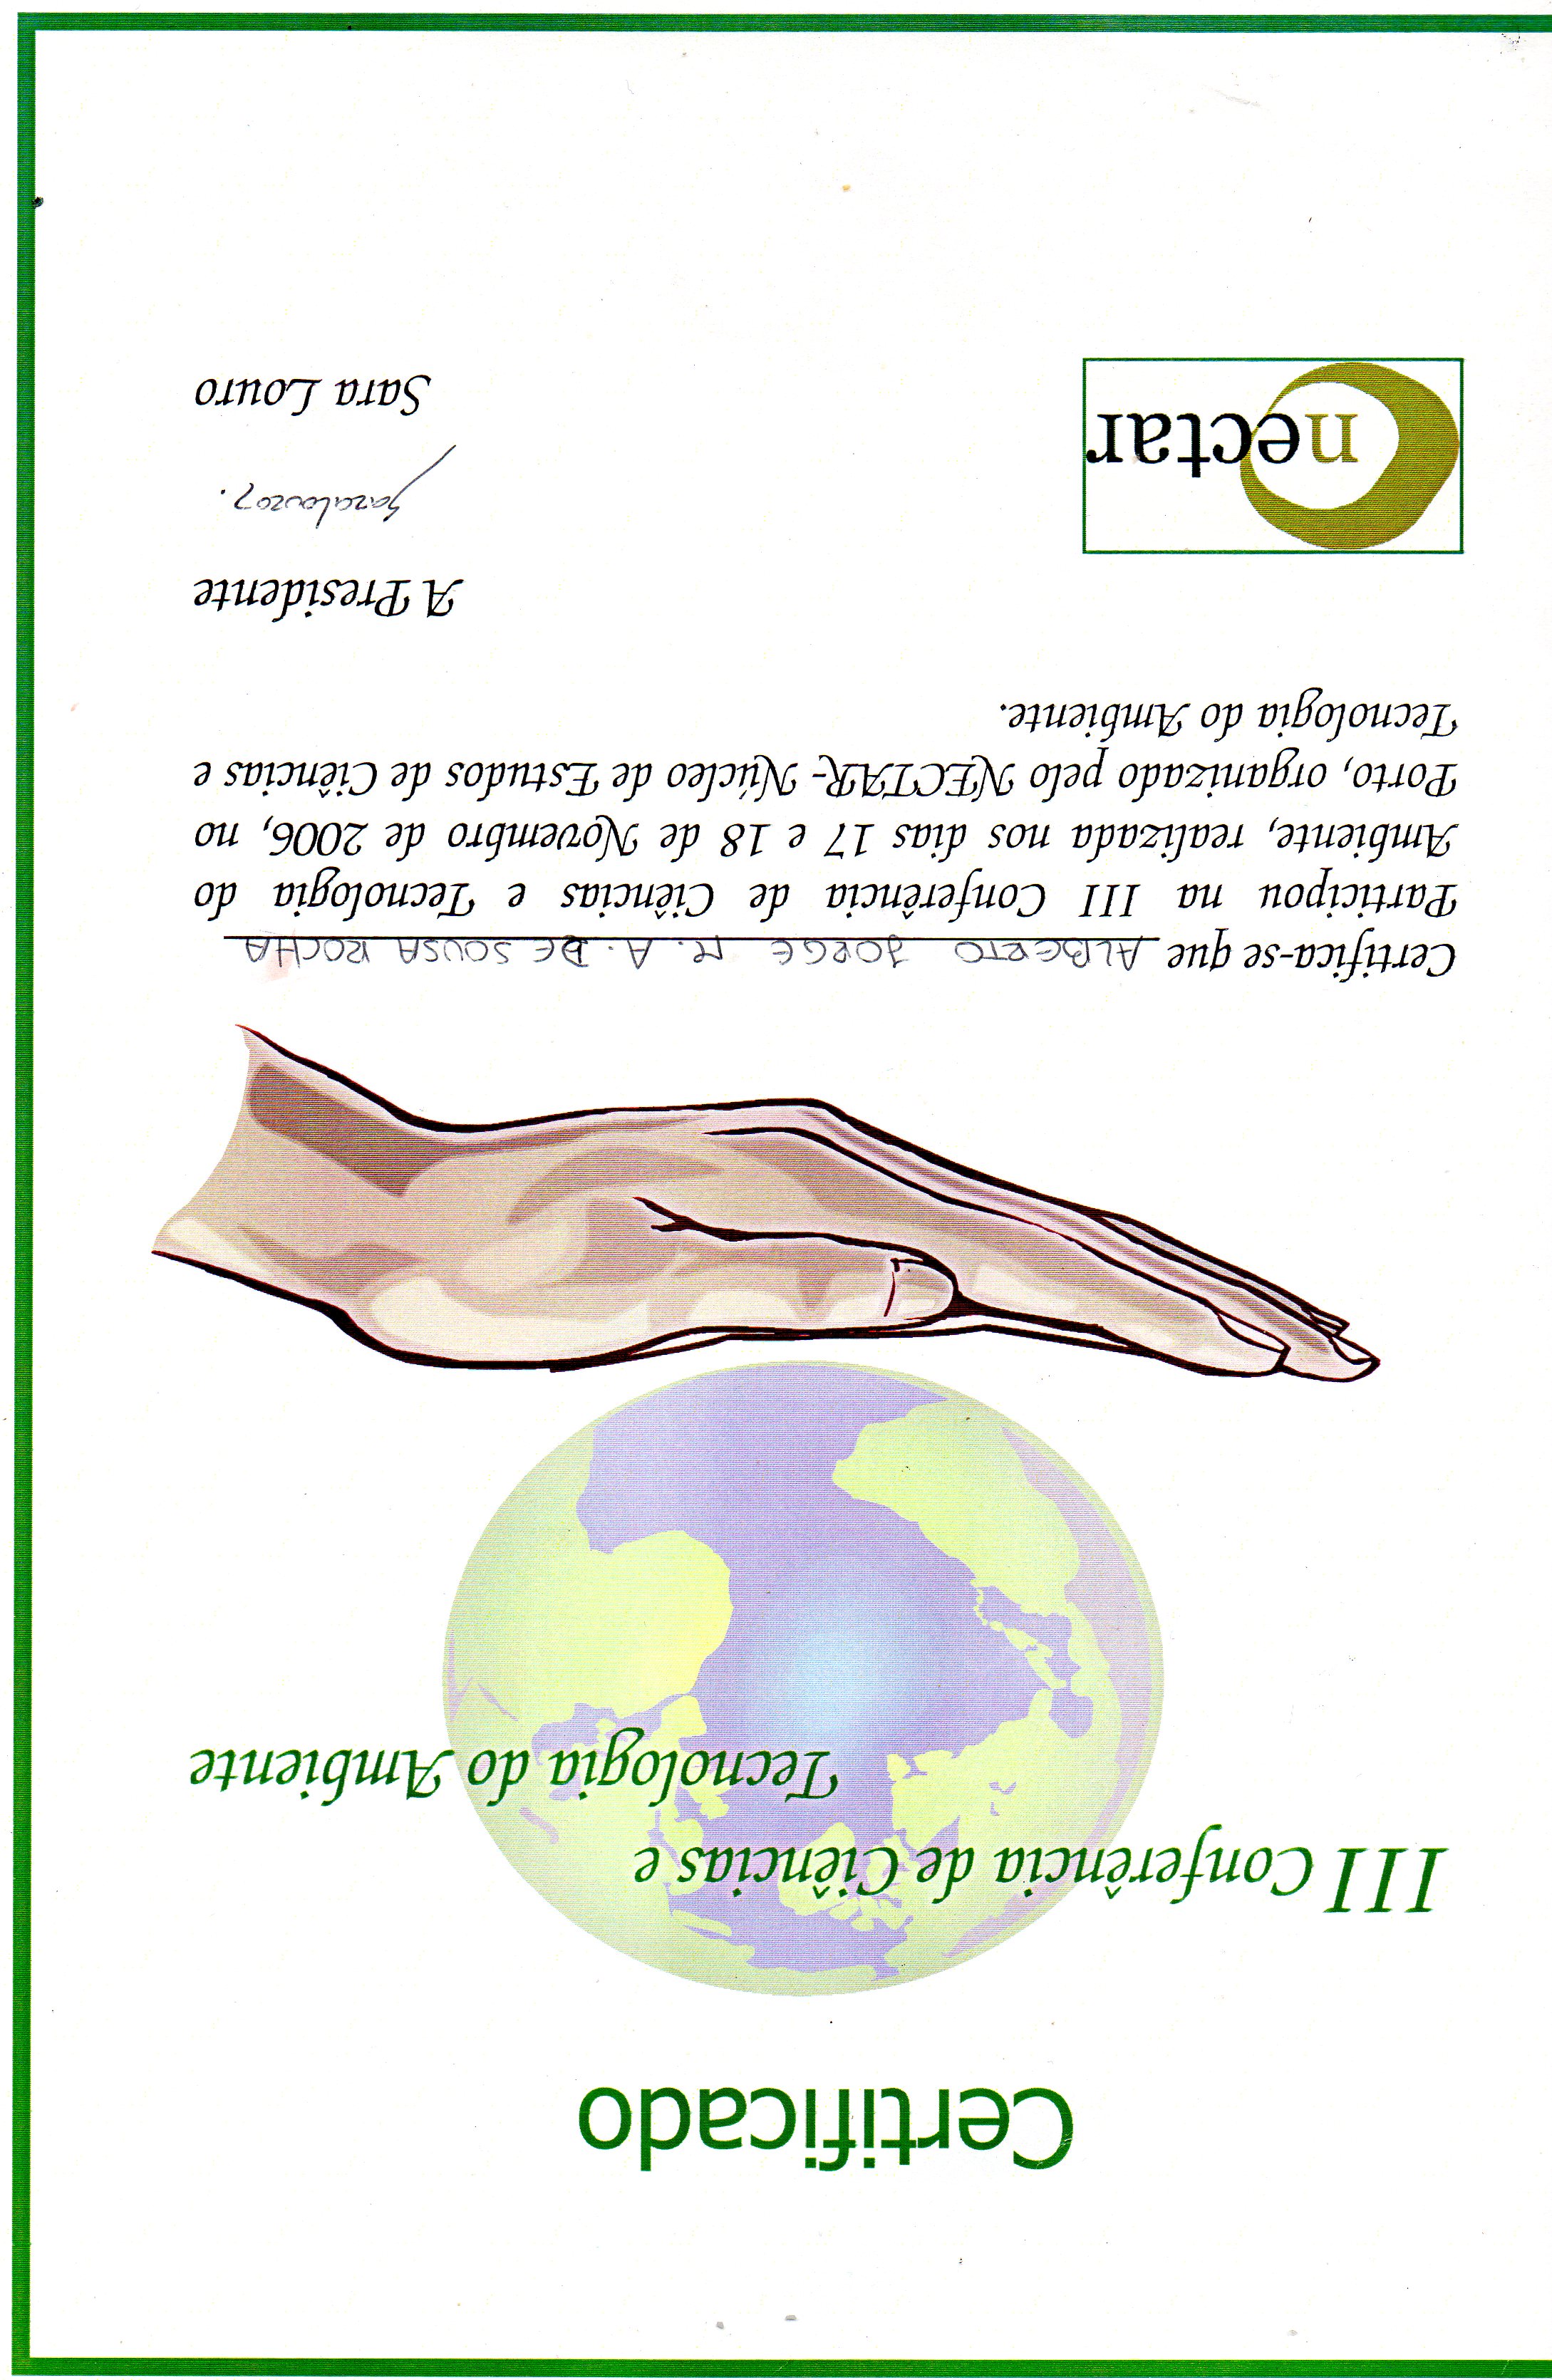 Certificado
III Conferência de Ciências e
Tecnologia do Ambiente
Certifica-se que ALBERTO JORGE M. A. DE SOUSA ROCHA
Participou na III Conferência de Ciências e Tecnologia do
Ambiente, realizada nos dias 17 e 18 de Novembro de 2006, no
Porto, organizado pelo NECTAR- Núcleo de Estudos de Ciências e
Tecnologia do Ambiente.
A Presidente
Sara Louro
nectar
Sara Louro